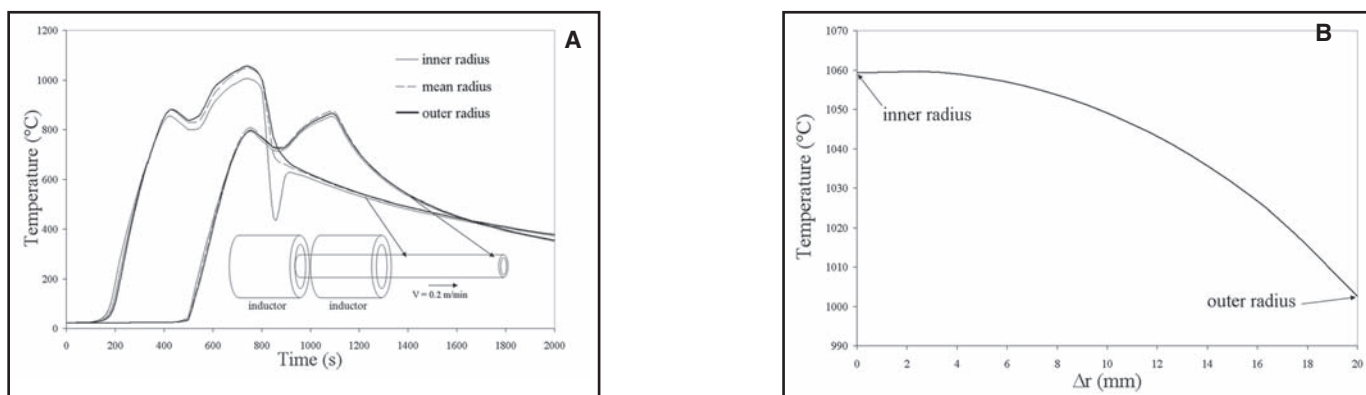 A
1200
1000
800
600
400
200
0
Temperature (°C)
inner radius
mean radius
outer radius
inductor
inductor
V = 0.2 m/min
0 200 400 600 800 1000 1200 1400 1600 1800 2000
Time (s)
B
1070
1060
1050
1040
1030
1020
1010
1000
990
Temperature (°C)
inner radius
outer radius
0 2 4 6 8 10 12 14 16 18 20
Δr (mm)